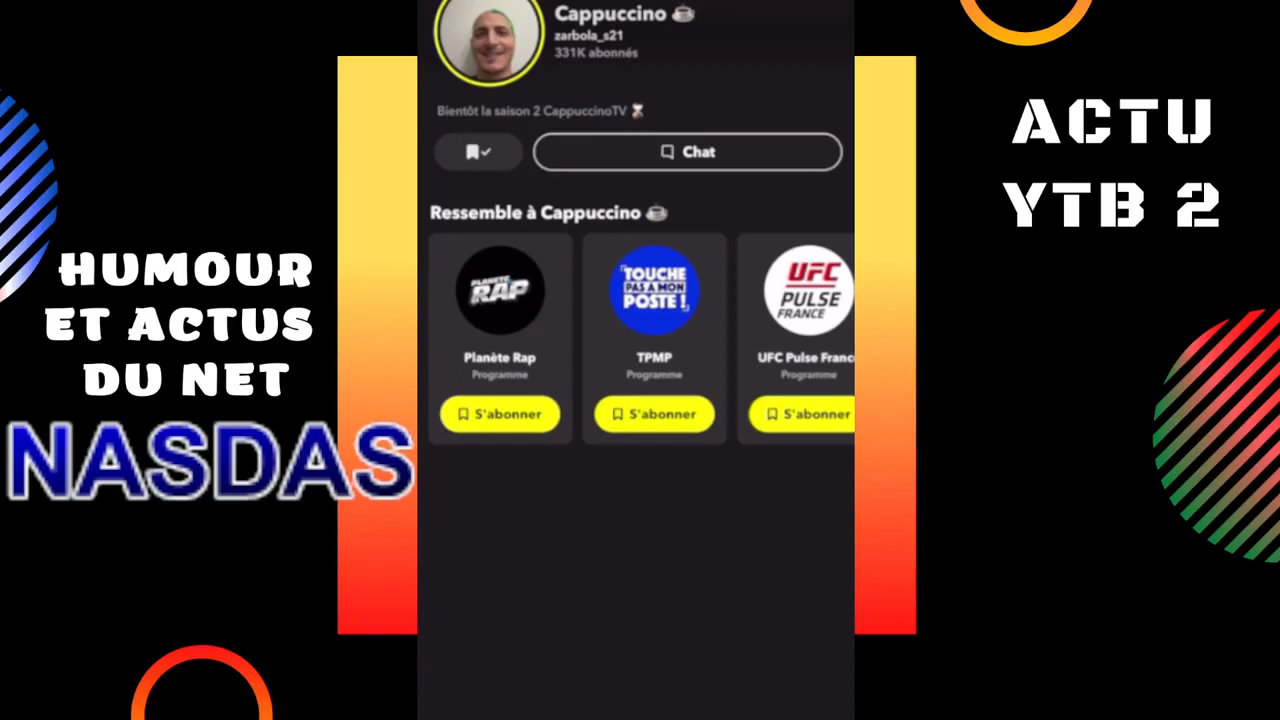 HUMOUR
ET ACTUS
DU NET
NASDAS
Cappuccino ☕
zarbola_s21
331K abonnés
Bientôt la saison 2 CappuccinoTV ⏳
Chat
Ressemble à Cappuccino ☕
PLANÈTE
RAP
Planète Rap
Programme
S'abonner
TOUCHE
PAS À MON
POSTE !
TPMP
Programme
S'abonner
UFC
PULSE
FRANCE
UFC Pulse Franc
Programme
S'abonner
ACTU
YTB 2